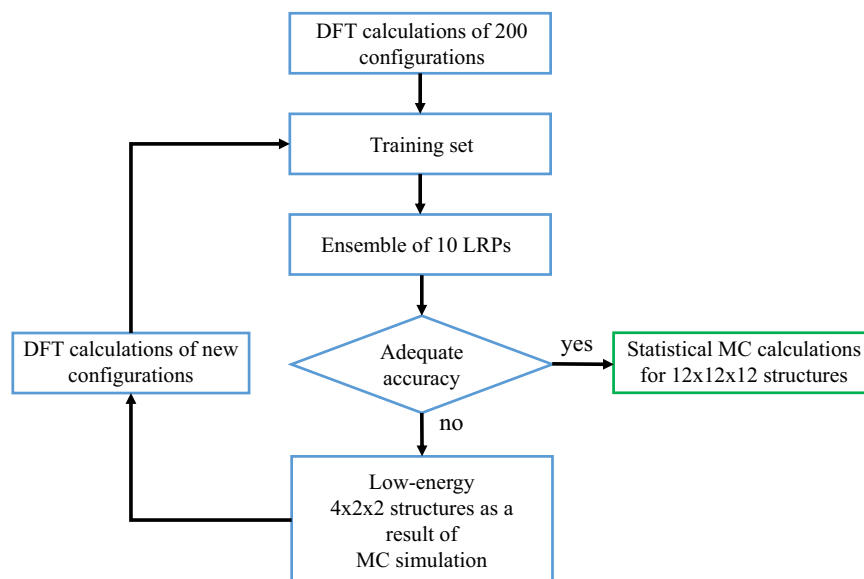 DFT calculations of 200
configurations
Training set
Ensemble of 10 LRPs
DFT calculations of new
configurations
Adequate
accuracy
yes
Statistical MC calculations
for 12x12x12 structures
no
Low-energy
4x2x2 structures as a
result of
MC simulation